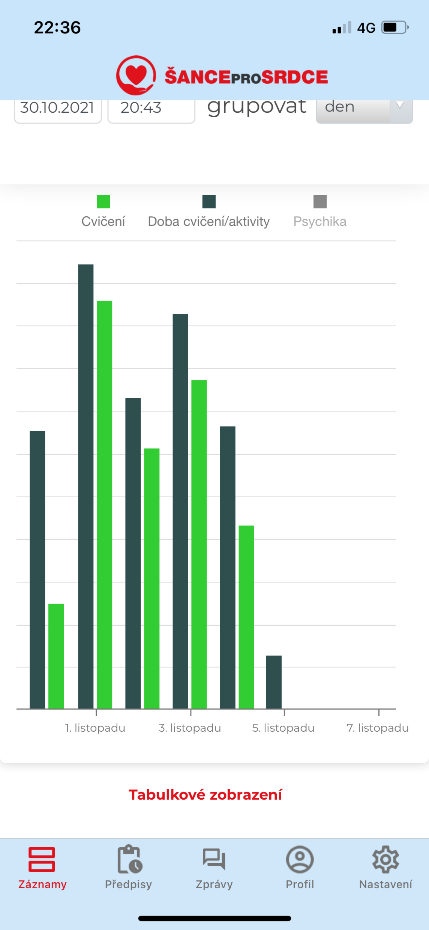 22:36
4G
ŠANCEPROSRDCE
30.10.2021 20:43 grupovat den
Cvičení Doba cvičení/aktivity Psychika
1. listopadu 3. listopadu 5. listopadu 7. listopadu
Tabulkové zobrazení
Záznamy Předpisy Zprávy Profil Nastavení